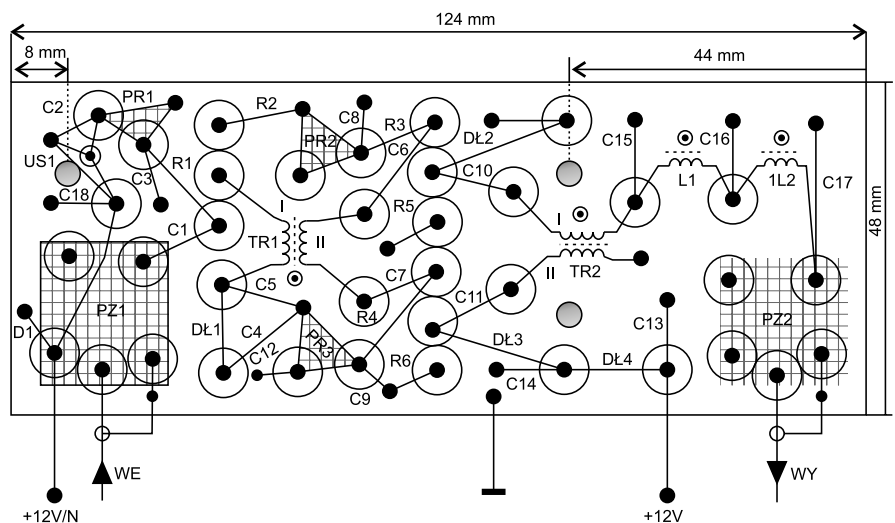 124 mm
8 mm
44 mm
C2
PR1
R2
C8
R3
DŁ2
C15
C16
US1
C3
R1
PR2
C6
C10
L1
1L2
C17
C18
C1
I
II
TR1
R5
I
II
TR2
48 mm
PZ1
C5
C7
C11
C13
PZ2
D1
DŁ1
C4
C12
PR3
R4
R6
C9
DŁ3
C14
DŁ4
WE
WY
+12V/N
+12V